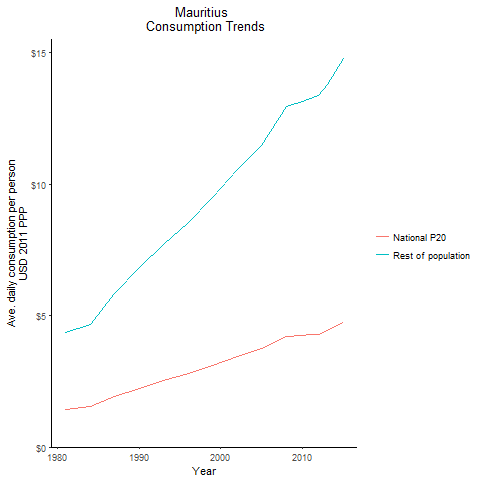 Mauritius
Consumption Trends
Ave. daily consumption per person
USD 2011 PPP
$15
$10
$5
$0
1980
1990
2000
2010
Year
National P20
Rest of population